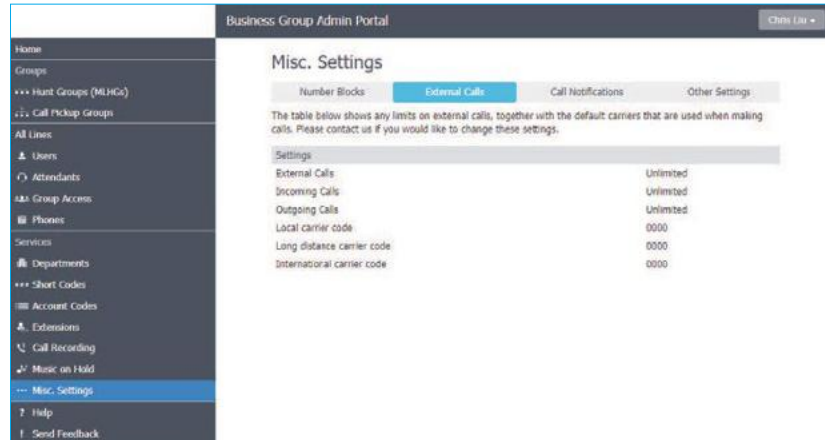 Business Group Admin Portal
Chris Liu
Home
Groups
Hunt Groups (MLHGs)
Call Pickup Groups
All Lines
Users
Attendants
Group Access
Phones
Services
Departments
Short Codes
Account Codes
Extensions
Call Recording
Music on Hold
Misc. Settings
? Help
! Send Feedback
Misc. Settings
Number Blocks External Calls Call Notifications Other Settings
The table below shows any limits on external calls, together with the default carriers that are used when making
calls. Please contact us if you would like to change these settings.
Settings
External Calls Unlimited
Incoming Calls Unlimited
Outgoing Calls Unlimited
Local carrier code 0000
Long distance carrier code 0000
International carrier code 0000